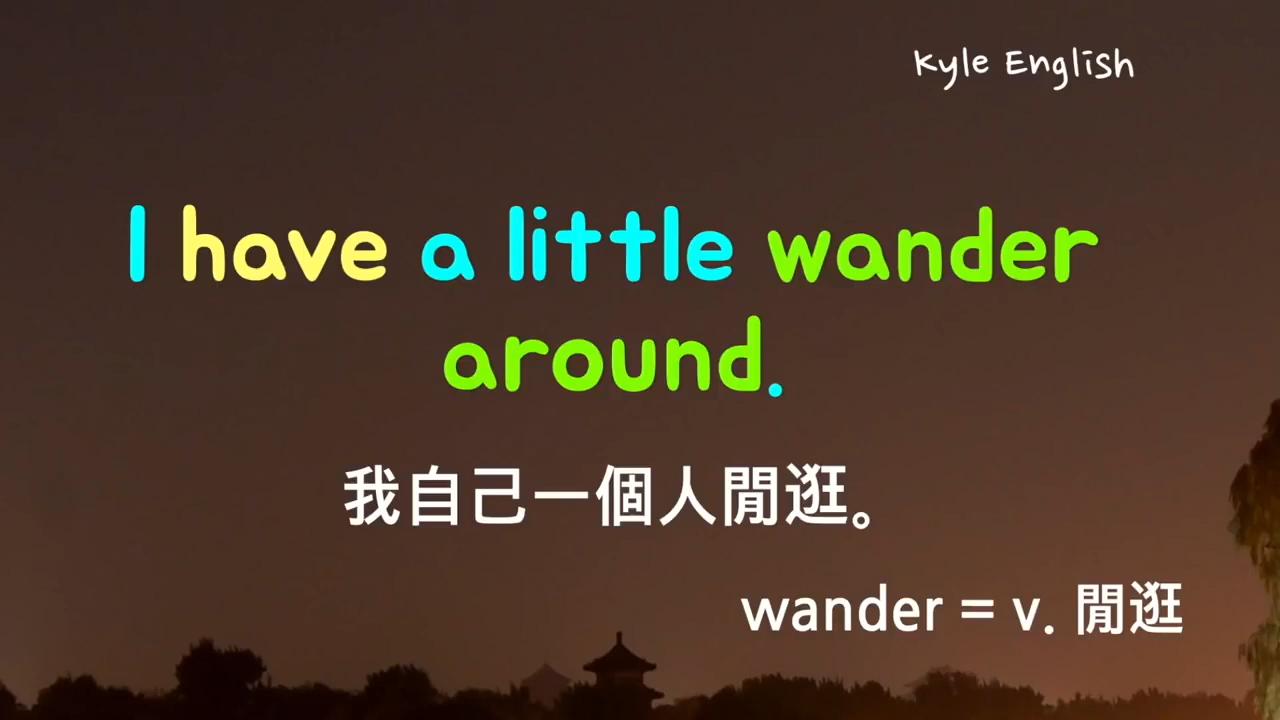 Kyle English
I have a little wander
around.
我自己一個人閒逛。
wander = v. 閒逛